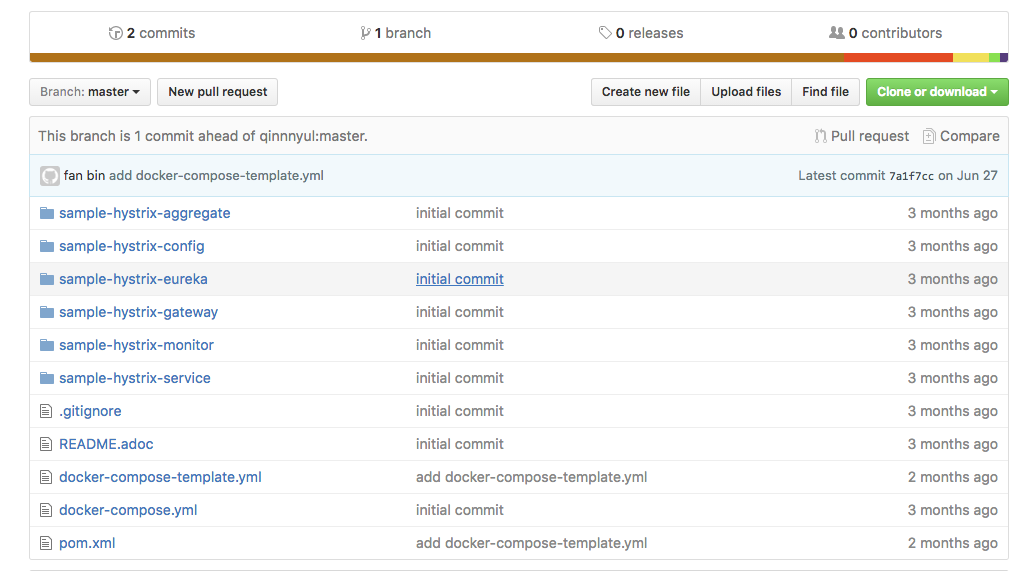 2 commits 1 branch 0 releases 0 contributors
Branch: master New pull request Create new file Upload files Find file Clone or download
This branch is 1 commit ahead of qinnnyul:master. Pull request Compare
fan bin add docker-compose-template.yml Latest commit 7a1f7cc on Jun 27
sample-hystrix-aggregate initial commit 3 months ago
sample-hystrix-config initial commit 3 months ago
sample-hystrix-eureka initial commit 3 months ago
sample-hystrix-gateway initial commit 3 months ago
sample-hystrix-monitor initial commit 3 months ago
sample-hystrix-service initial commit 3 months ago
.gitignore initial commit 3 months ago
README.adoc initial commit 3 months ago
docker-compose-template.yml add docker-compose-template.yml 2 months ago
docker-compose.yml initial commit 3 months ago
pom.xml add docker-compose-template.yml 2 months ago